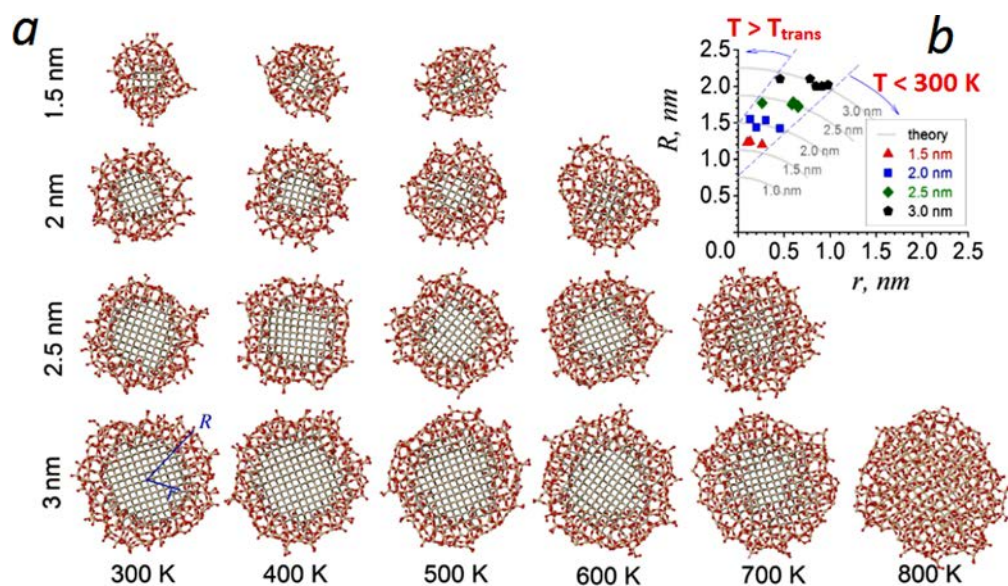 a
1.5 nm
2 nm
2.5 nm
3 nm
R
r
300 K
400 K
500 K
600 K
700 K
800 K
b
T > Ttrans
T < 300 K
R, nm
2.5
2.0
1.5
1.0
0.5
0.0
0.5
1.0
1.5
2.0
2.5
r, nm
3.0 nm
2.5 nm
2.0 nm
1.5 nm
1.0 nm
theory
1.5 nm
2.0 nm
2.5 nm
3.0 nm